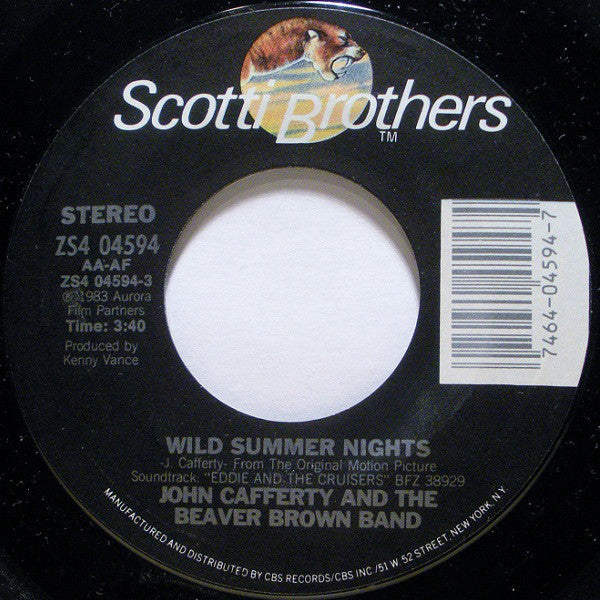 Scotti Brothers
TM
STEREO
ZS4 04594
AA-AF
ZS4 04594-3
℗ 1983 Aurora
Film Partners
Time: 3:40
Produced by
Kenny Vance
7464-04594-7
WILD SUMMER NIGHTS
-J. Cafferty- From The Original Motion Picture
Soundtrack: "EDDIE AND THE CRUISERS" BFZ 38929
JOHN CAFFERTY AND THE
BEAVER BROWN BAND
MANUFACTURED AND DISTRIBUTED BY CBS RECORDS/CBS INC./51 W. 52 STREET, NEW YORK, N.Y.